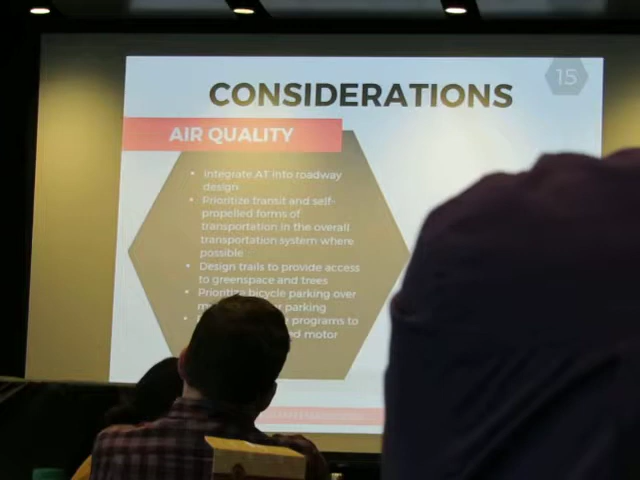 15
CONSIDERATIONS
AIR QUALITY
• Integrate AT into roadway
design
• Prioritize transit and self-
propelled forms of
transportation in the overall
transportation system where
possible
• Design trails to provide access
to greenspace and trees
• Prioritize bicycle parking over
parking
programs to
motor